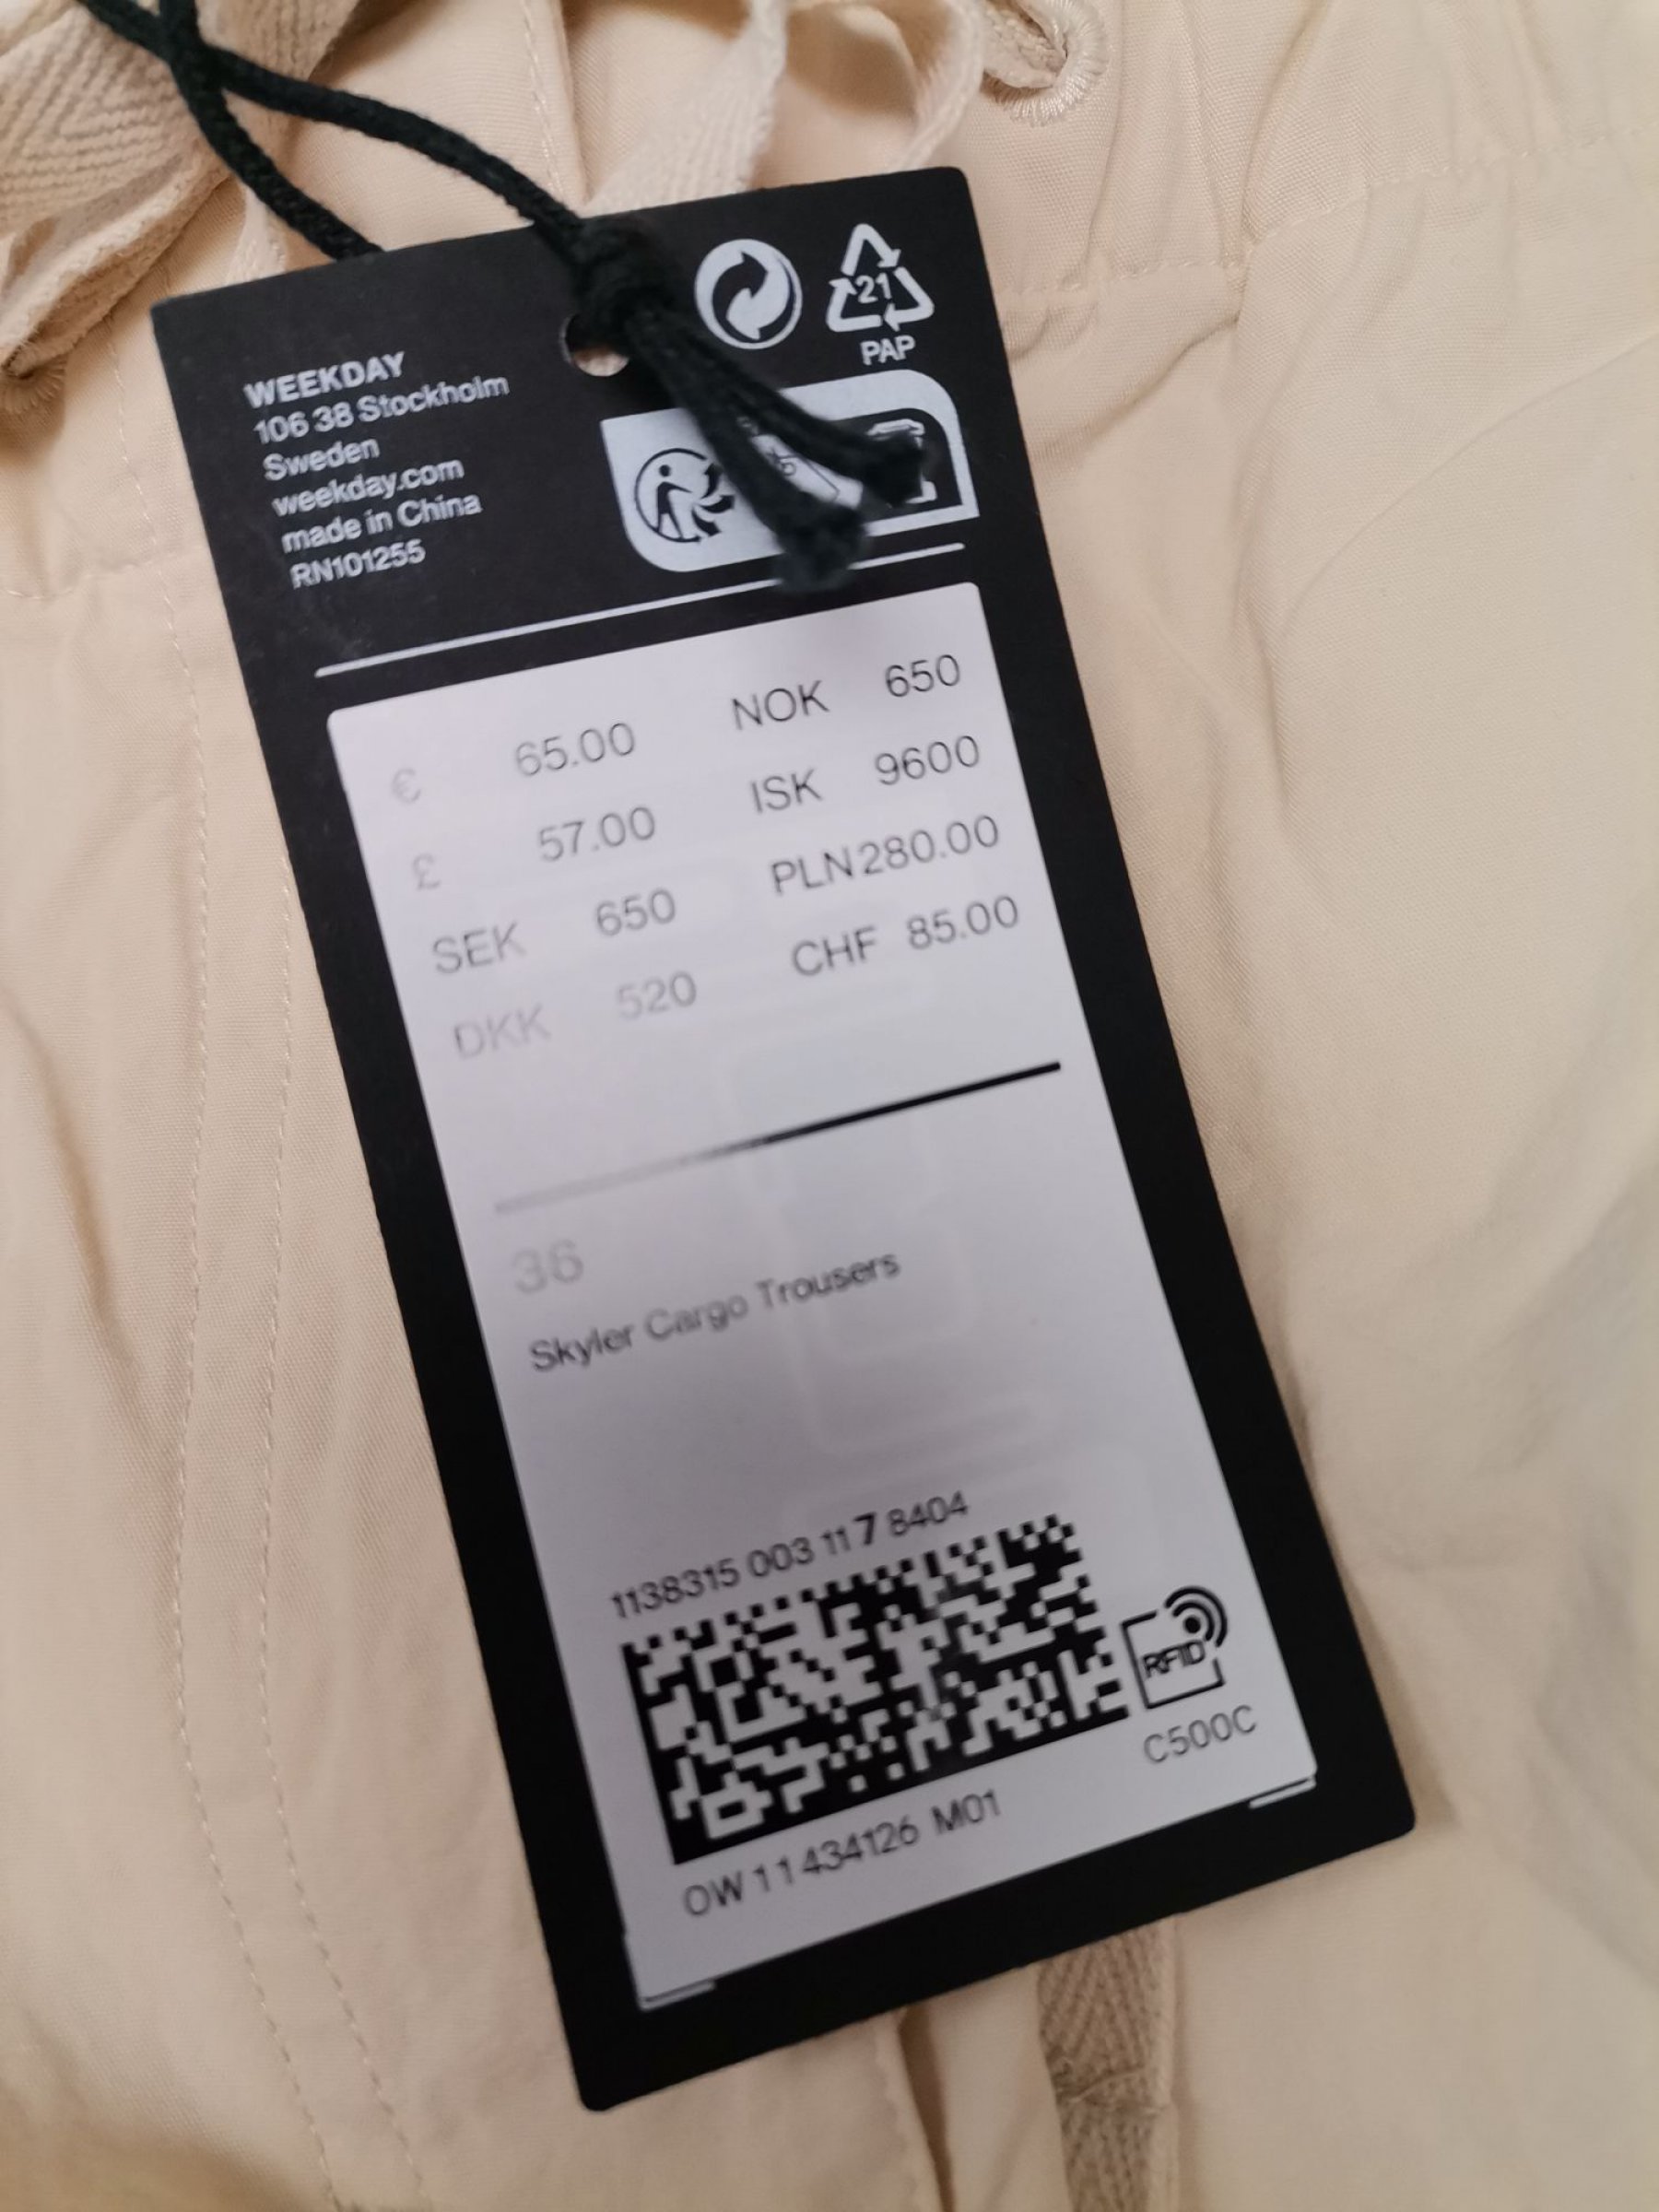 WEEKDAY
106 38 Stockholm
Sweden
weekday.com
made in China
RN101255
21
PAP
€ 65.00 NOK 650
£ 57.00 ISK 9600
SEK 650 PLN 280.00
DKK 520 CHF 85.00
36
Skyler Cargo Trousers
1138315 003 11 7 8404
RFID
C500C
OW 11434126 M01